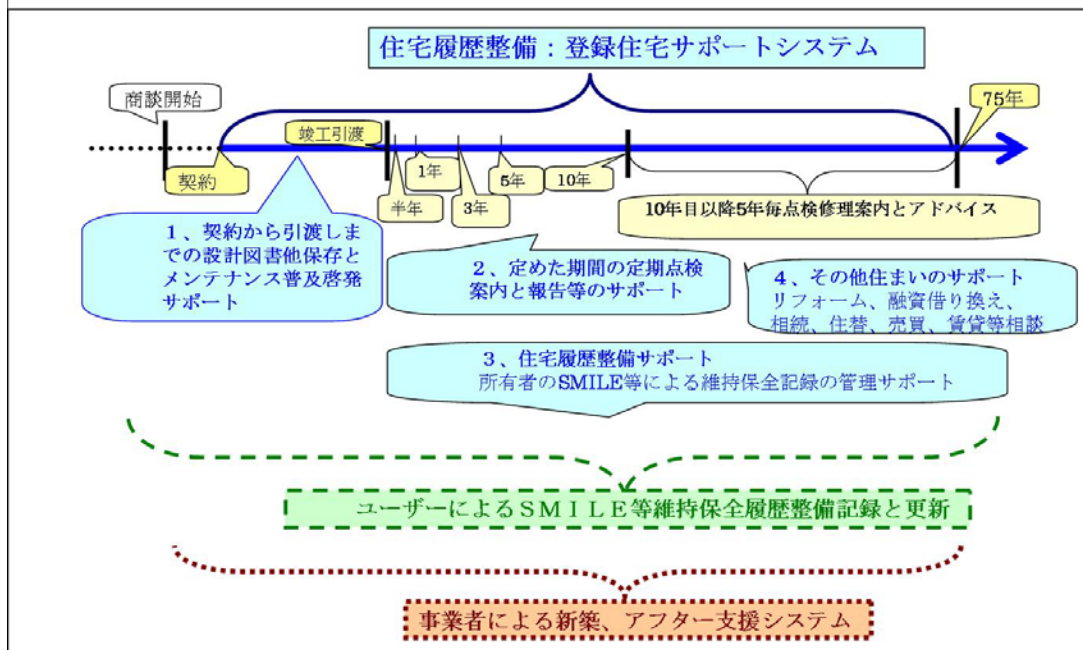 住宅履歴整備：登録住宅サポートシステム
商談開始
75年
竣工引渡
契約
半年
1年
3年
5年
10年
10年目以降5年毎点検修理案内とアドバイス
１、契約から引渡しま
での設計図書他保存と
メンテナンス普及啓発
サポート
２、定めた期間の定期点検
案内と報告等のサポート
４、その他住まいのサポート
リフォーム、融資借り換え、
相続、住替、売買、賃貸等相談
３、住宅履歴整備サポート
所有者のSMILE等による維持保全記録の管理サポート
ユーザーによるＳＭＩＬＥ等維持保全履歴整備記録と更新
事業者による新築、アフター支援システム